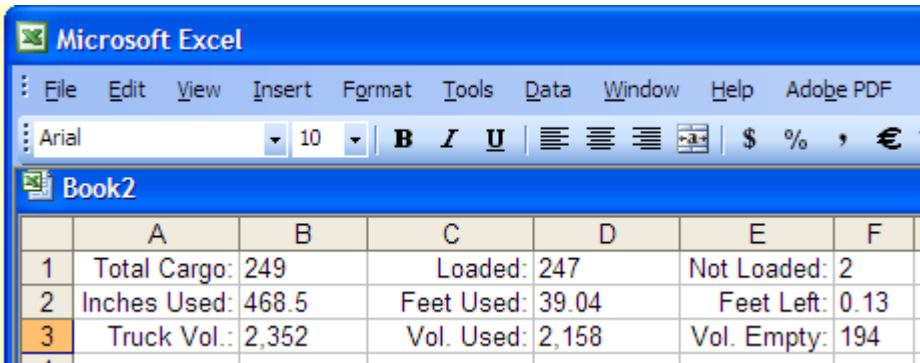 Microsoft Excel
File Edit View Insert Format Tools Data Window Help Adobe PDF
Arial 10 B I U a $ % , €
Book2
A B C D E F
1 Total Cargo: 249 Loaded: 247 Not Loaded: 2
2 Inches Used: 468.5 Feet Used: 39.04 Feet Left: 0.13
3 Truck Vol.: 2,352 Vol. Used: 2,158 Vol. Empty: 194